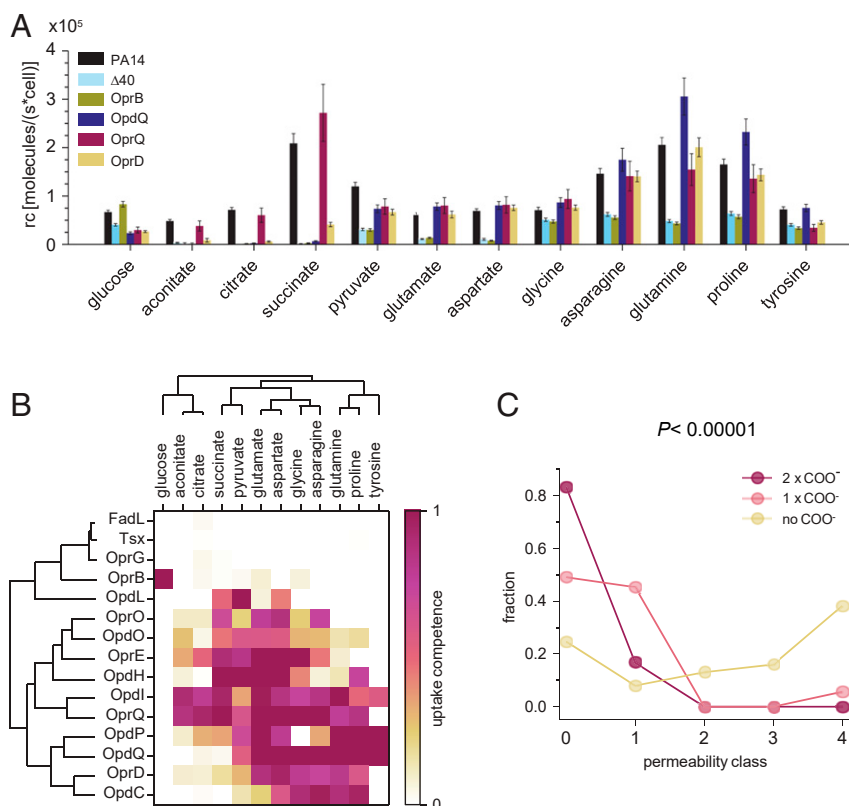 A
x10⁵
rc [molecules/(s*cell)]
4
3
2
1
0
PA14
Δ40
OprB
OpdQ
OprQ
OprD
glucose
aconitate
citrate
succinate
pyruvate
glutamate
aspartate
glycine
asparagine
glutamine
proline
tyrosine
B
glucose
aconitate
citrate
succinate
pyruvate
glutamate
aspartate
glycine
asparagine
glutamine
proline
tyrosine
FadL
Tsx
OprG
OprB
OpdL
OprO
OpdO
OprE
OpdH
OpdI
OprQ
OpdP
OpdQ
OprD
OpdC
1
uptake competence
0
C
P< 0.00001
2 x COO⁻
1 x COO⁻
no COO⁻
fraction
0.8
0.6
0.4
0.2
0.0
0 1 2 3 4
permeability class